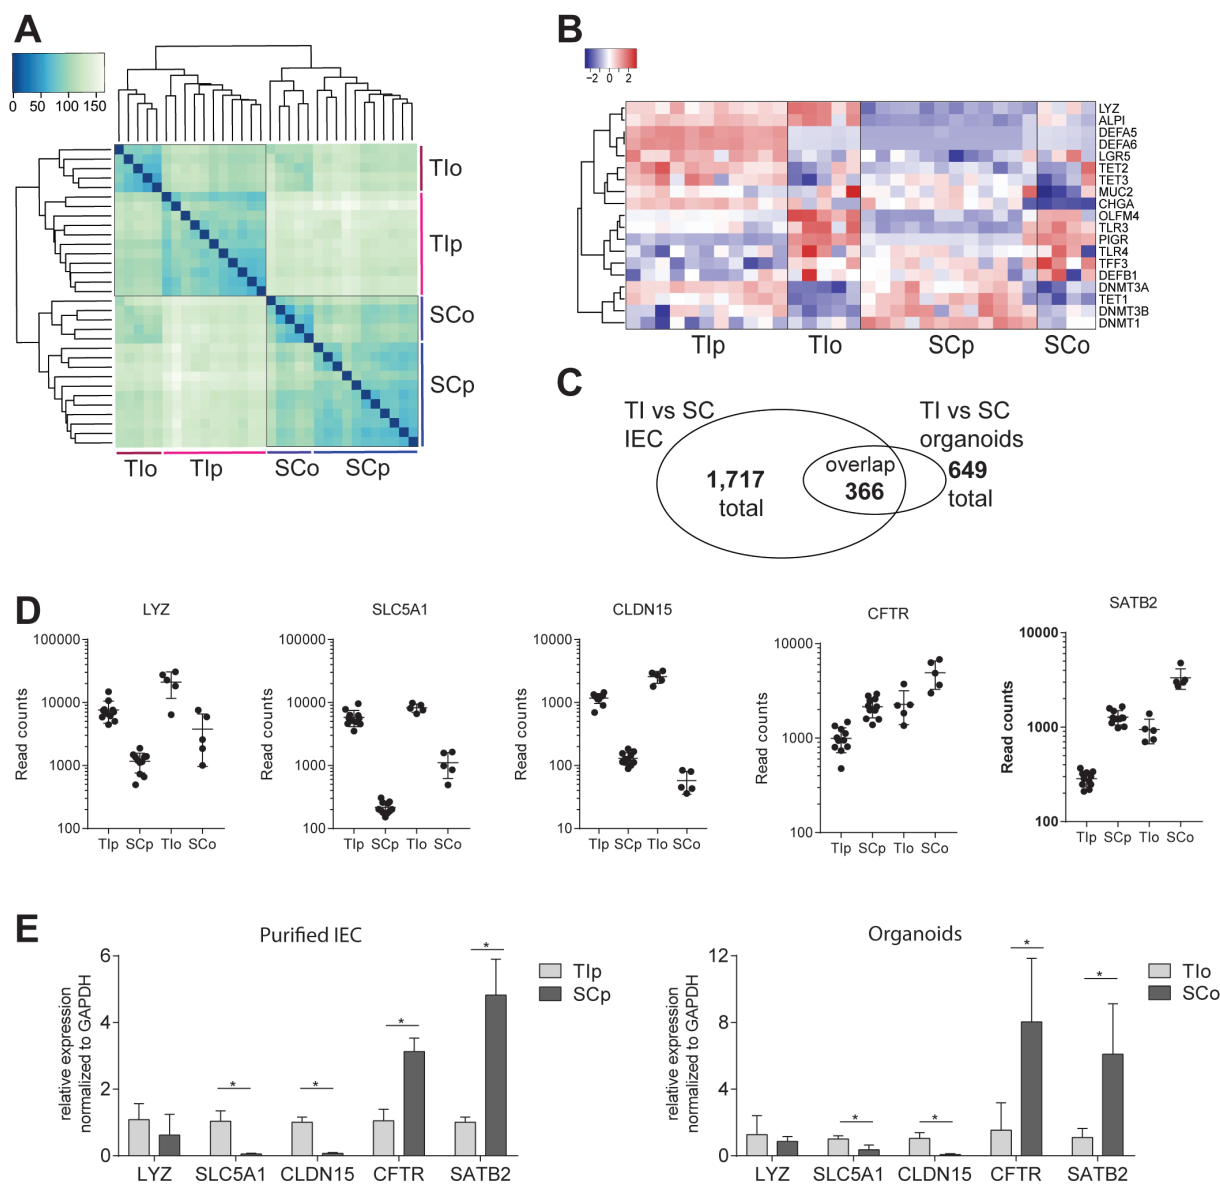 A
0 50 100 150
TIo
TIp
SCo
SCp
TIo TIp SCo SCp
B
−2 0 2
LYZ
ALPI
DEFA5
DEFA6
LGR5
TET2
TET3
MUC2
CHGA
OLFM4
TLR3
PIGR
TLR4
TFF3
DEFB1
DNMT3A
TET1
DNMT3B
DNMT1
TIp TIo SCp SCo
C
TI vs SC
IEC
TI vs SC
organoids
1,717
total
overlap
366
649
total
D
LYZ
Read counts
100000
10000
1000
100
TIp SCp TIo SCo
SLC5A1
Read counts
100000
10000
1000
100
TIp SCp TIo SCo
CLDN15
Read counts
10000
1000
100
10
TIp SCp TIo SCo
CFTR
Read counts
10000
1000
100
TIp SCp TIo SCo
SATB2
Read counts
10000
1000
100
TIp SCp TIo SCo
E
Purified IEC
relative expression
normalized to GAPDH
6
4
2
0
* * * *
LYZ SLC5A1 CLDN15 CFTR SATB2
TIp
SCp
Organoids
relative expression
normalized to GAPDH
12
8
4
0
* * * *
LYZ SLC5A1 CLDN15 CFTR SATB2
TIo
SCo